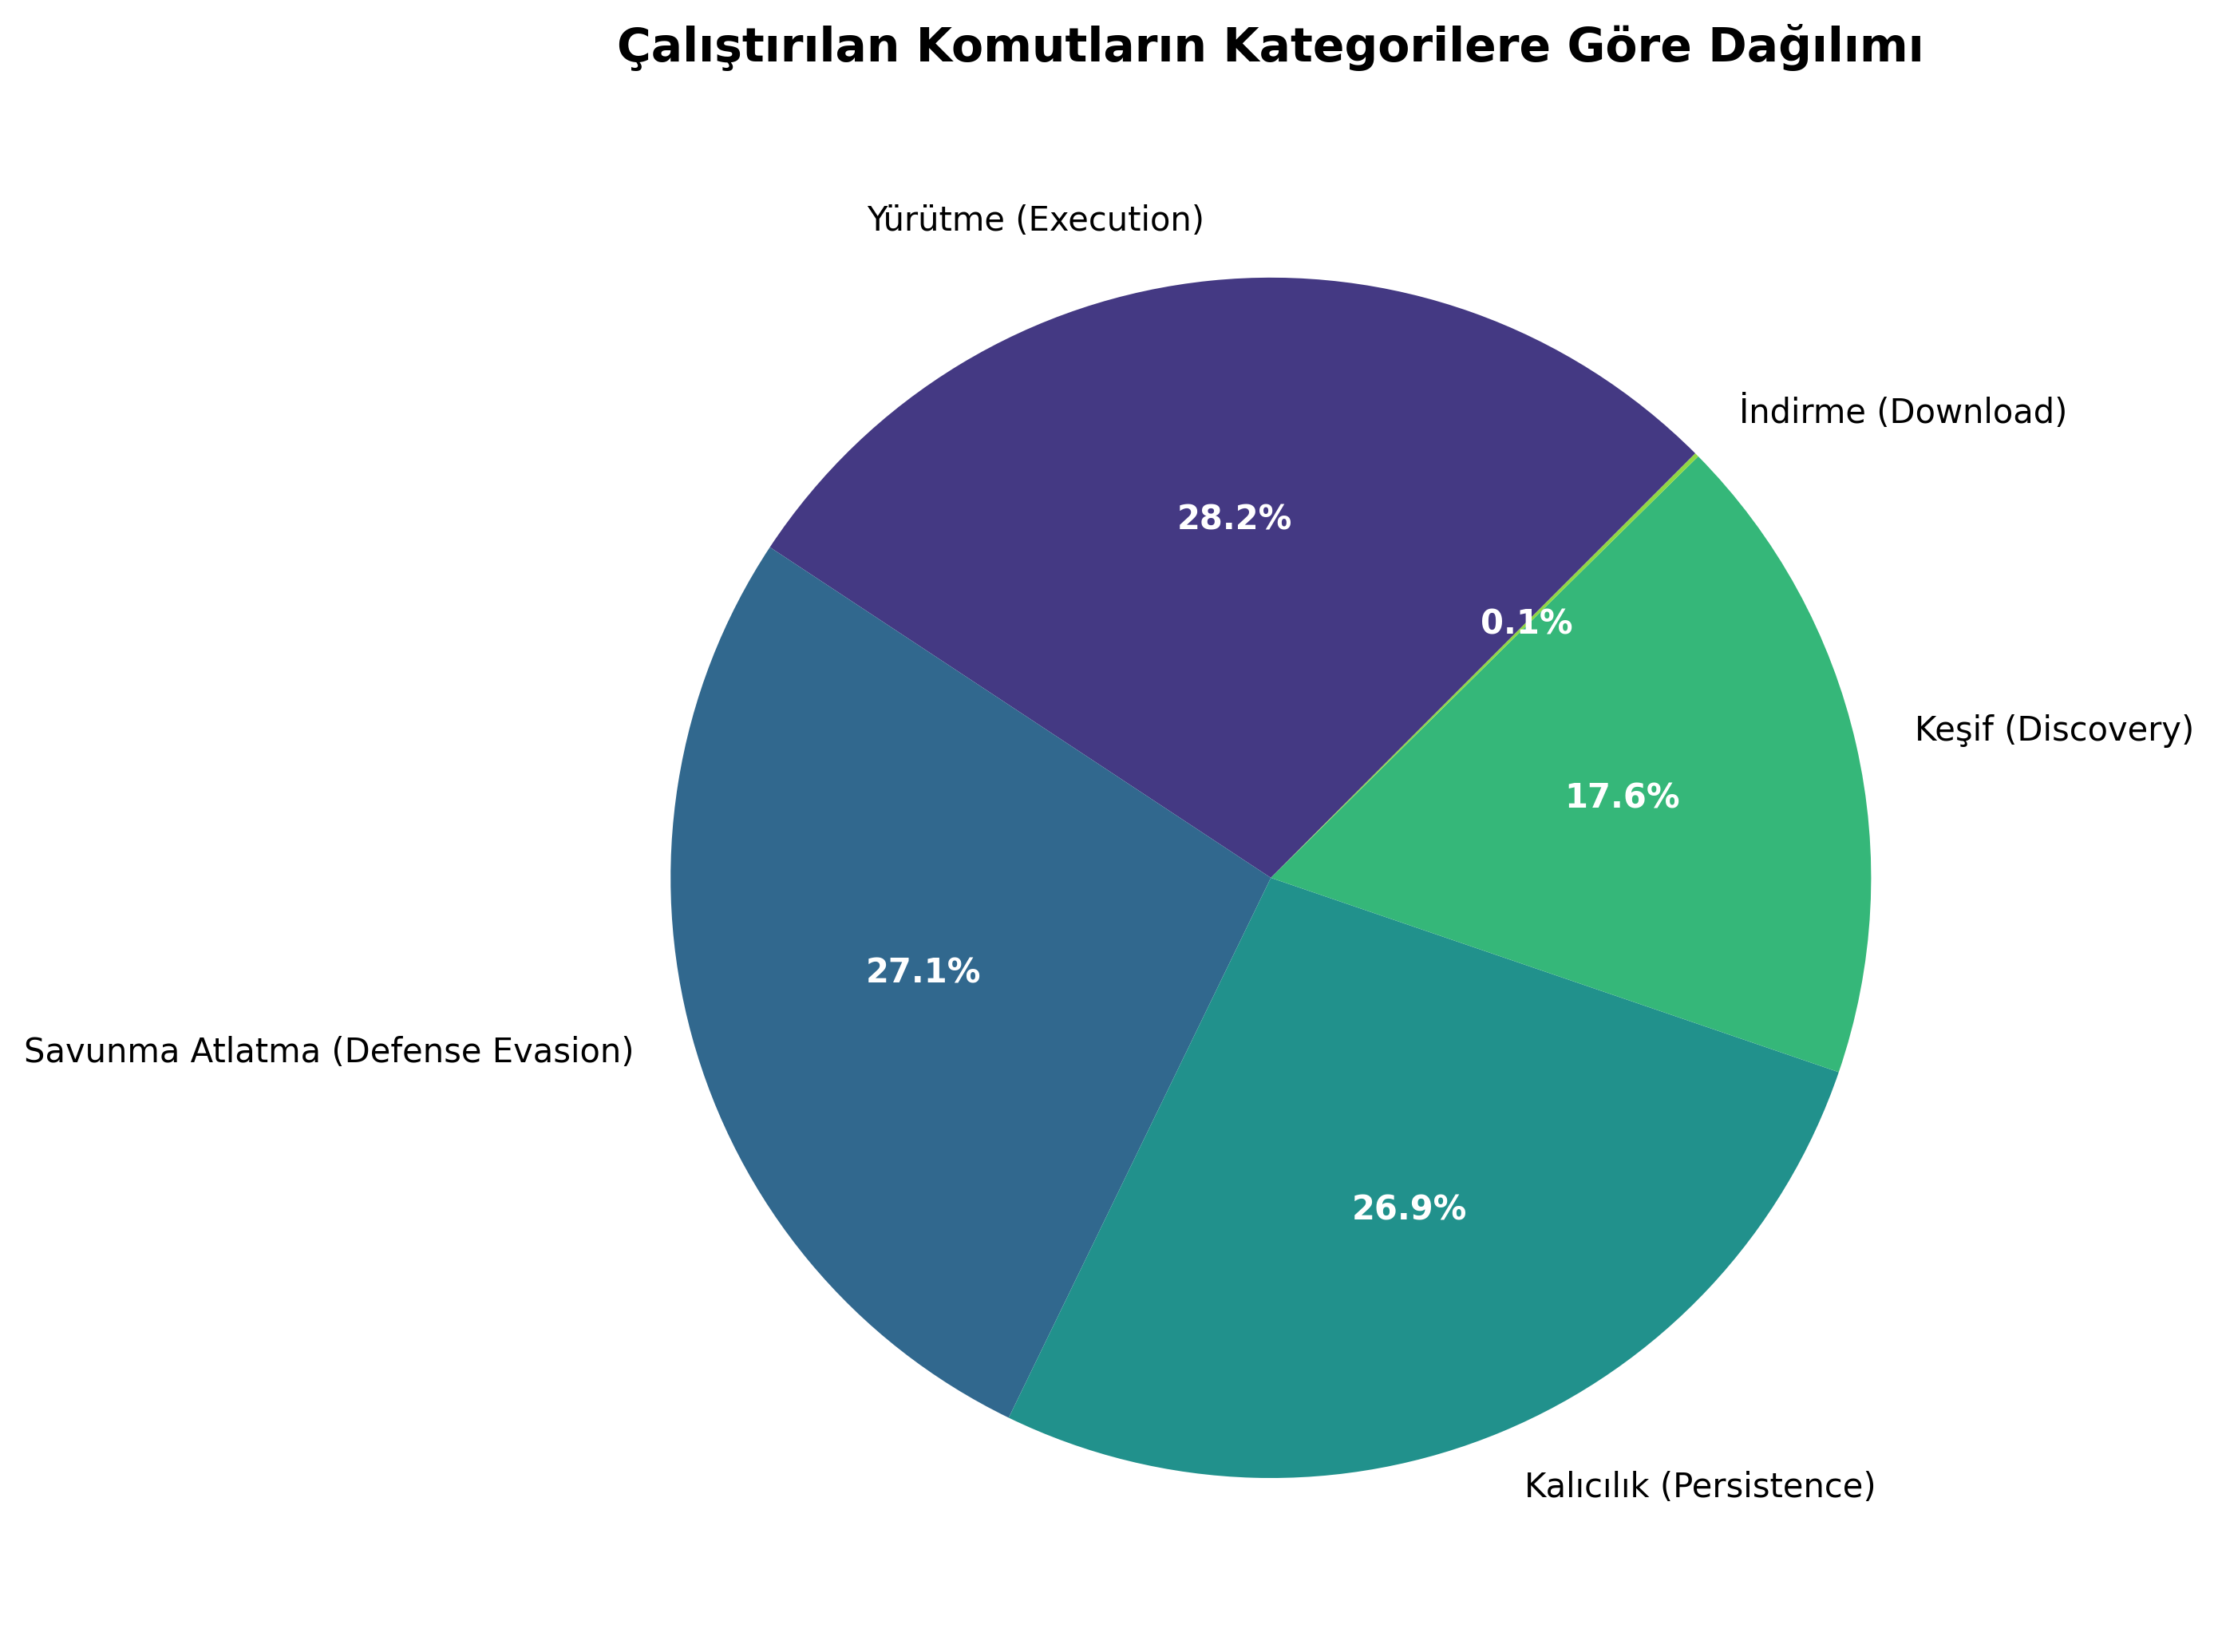 Çalıştırılan Komutların Kategorilere Göre Dağılımı
Yürütme (Execution)
İndirme (Download)
28.2%
0.1%
Keşif (Discovery)
17.6%
27.1%
Savunma Atlatma (Defense Evasion)
26.9%
Kalıcılık (Persistence)